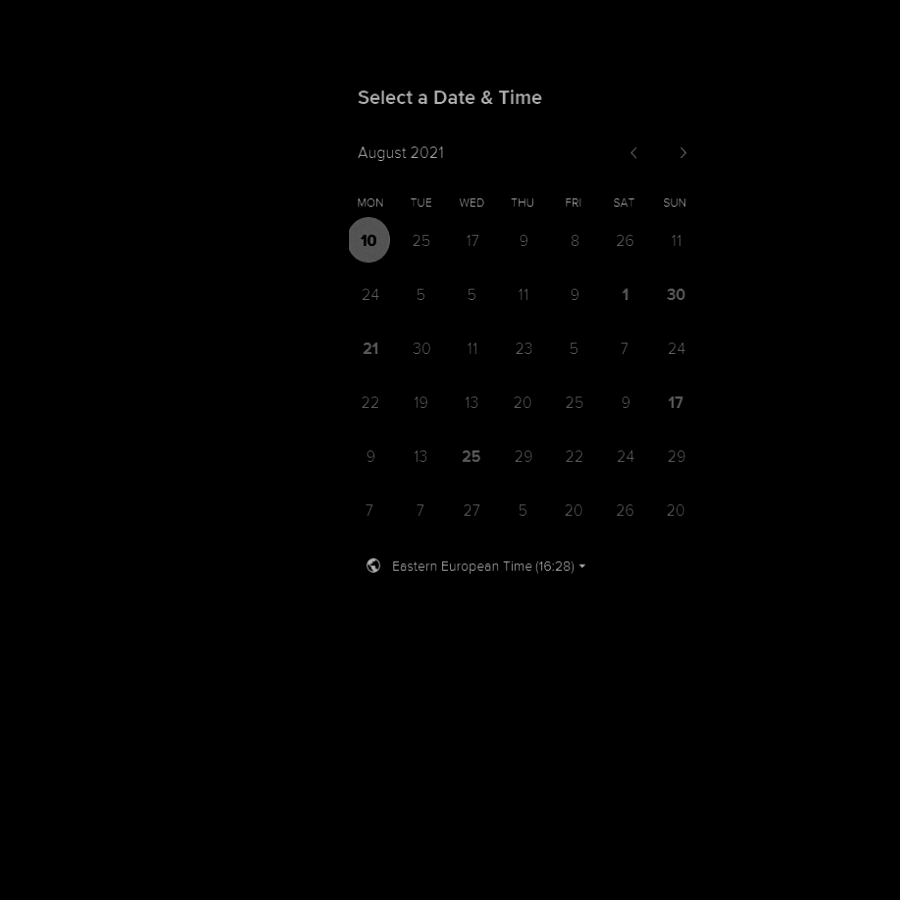 Select a Date & Time
August 2021
MON TUE WED THU FRI SAT SUN
10 25 17 9 8 26 11
24 5 5 11 9 1 30
21 30 11 23 5 7 24
22 19 13 20 25 9 17
9 13 25 29 22 24 29
7 7 27 5 20 26 20
Eastern European Time (16:28)